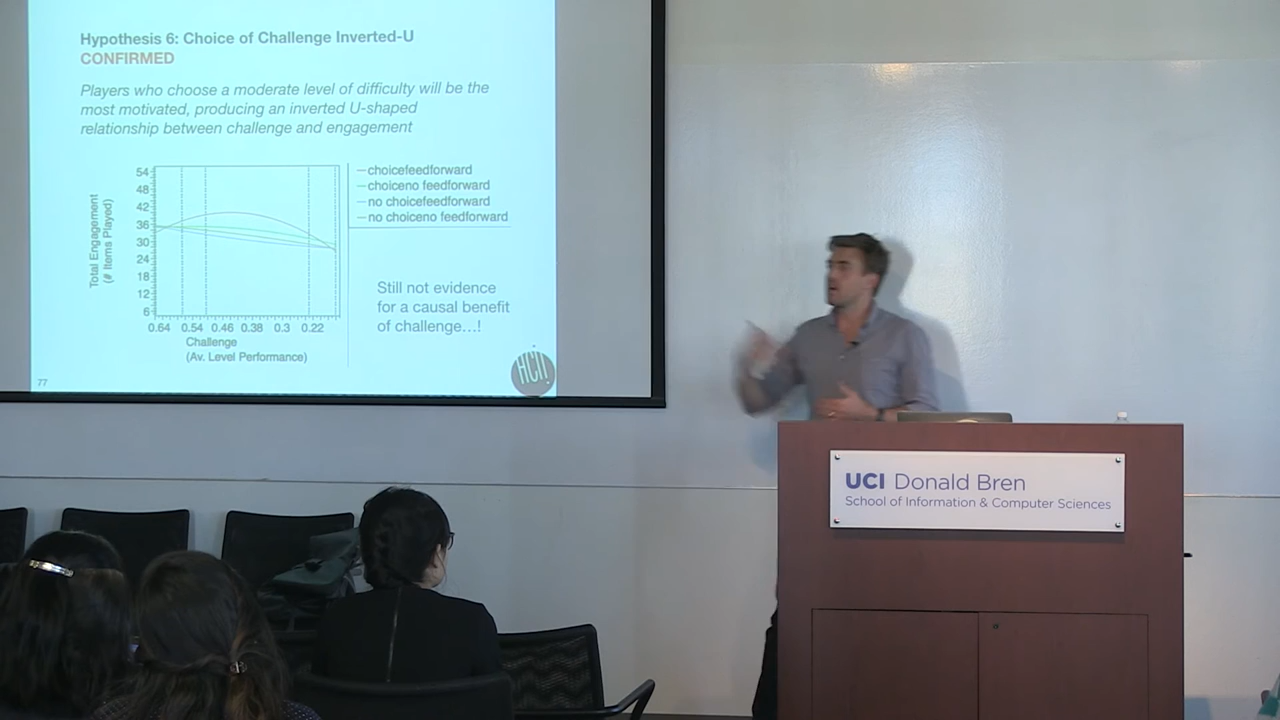 Hypothesis 6: Choice of Challenge Inverted-U
CONFIRMED
Players who choose a moderate level of difficulty will be the
most motivated, producing an inverted U-shaped
relationship between challenge and engagement
Total Engagement
(# Items Played)
54
48
42
36
30
24
18
12
6
0.64 0.54 0.46 0.38 0.3 0.22
Challenge
(Av. Level Performance)
choicefeedforward
choiceno feedforward
no choicefeedforward
no choiceno feedforward
Still not evidence
for a causal benefit
of challenge...!
77
HCII
UCI Donald Bren
School of Information & Computer Sciences